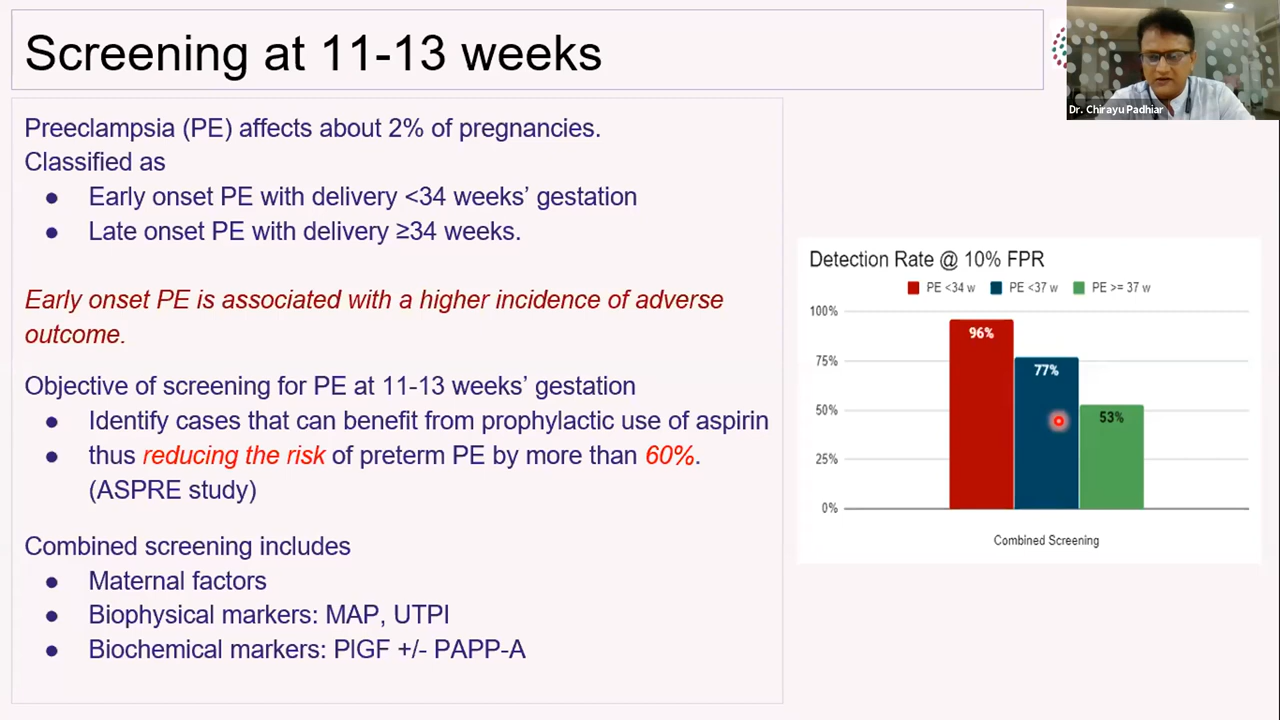 Screening at 11-13 weeks
Dr. Chirayu Padhiar
Preeclampsia (PE) affects about 2% of pregnancies.
Classified as
● Early onset PE with delivery <34 weeks’ gestation
● Late onset PE with delivery ≥34 weeks.
Early onset PE is associated with a higher incidence of adverse
outcome.
Objective of screening for PE at 11-13 weeks’ gestation
● Identify cases that can benefit from prophylactic use of aspirin
● thus reducing the risk of preterm PE by more than 60%.
(ASPRE study)
Combined screening includes
● Maternal factors
● Biophysical markers: MAP, UTPI
● Biochemical markers: PlGF +/- PAPP-A
Detection Rate @ 10% FPR
PE <34 w PE <37 w PE >= 37 w
100%
75%
50%
25%
0%
96%
77%
53%
Combined Screening